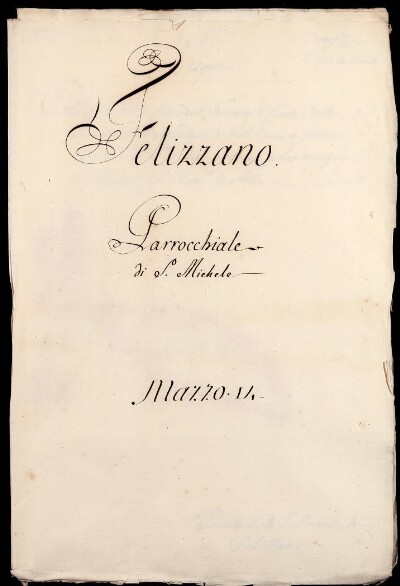 Felizzano.
Parrocchiale
di S. Michele
Mazzo. 14.